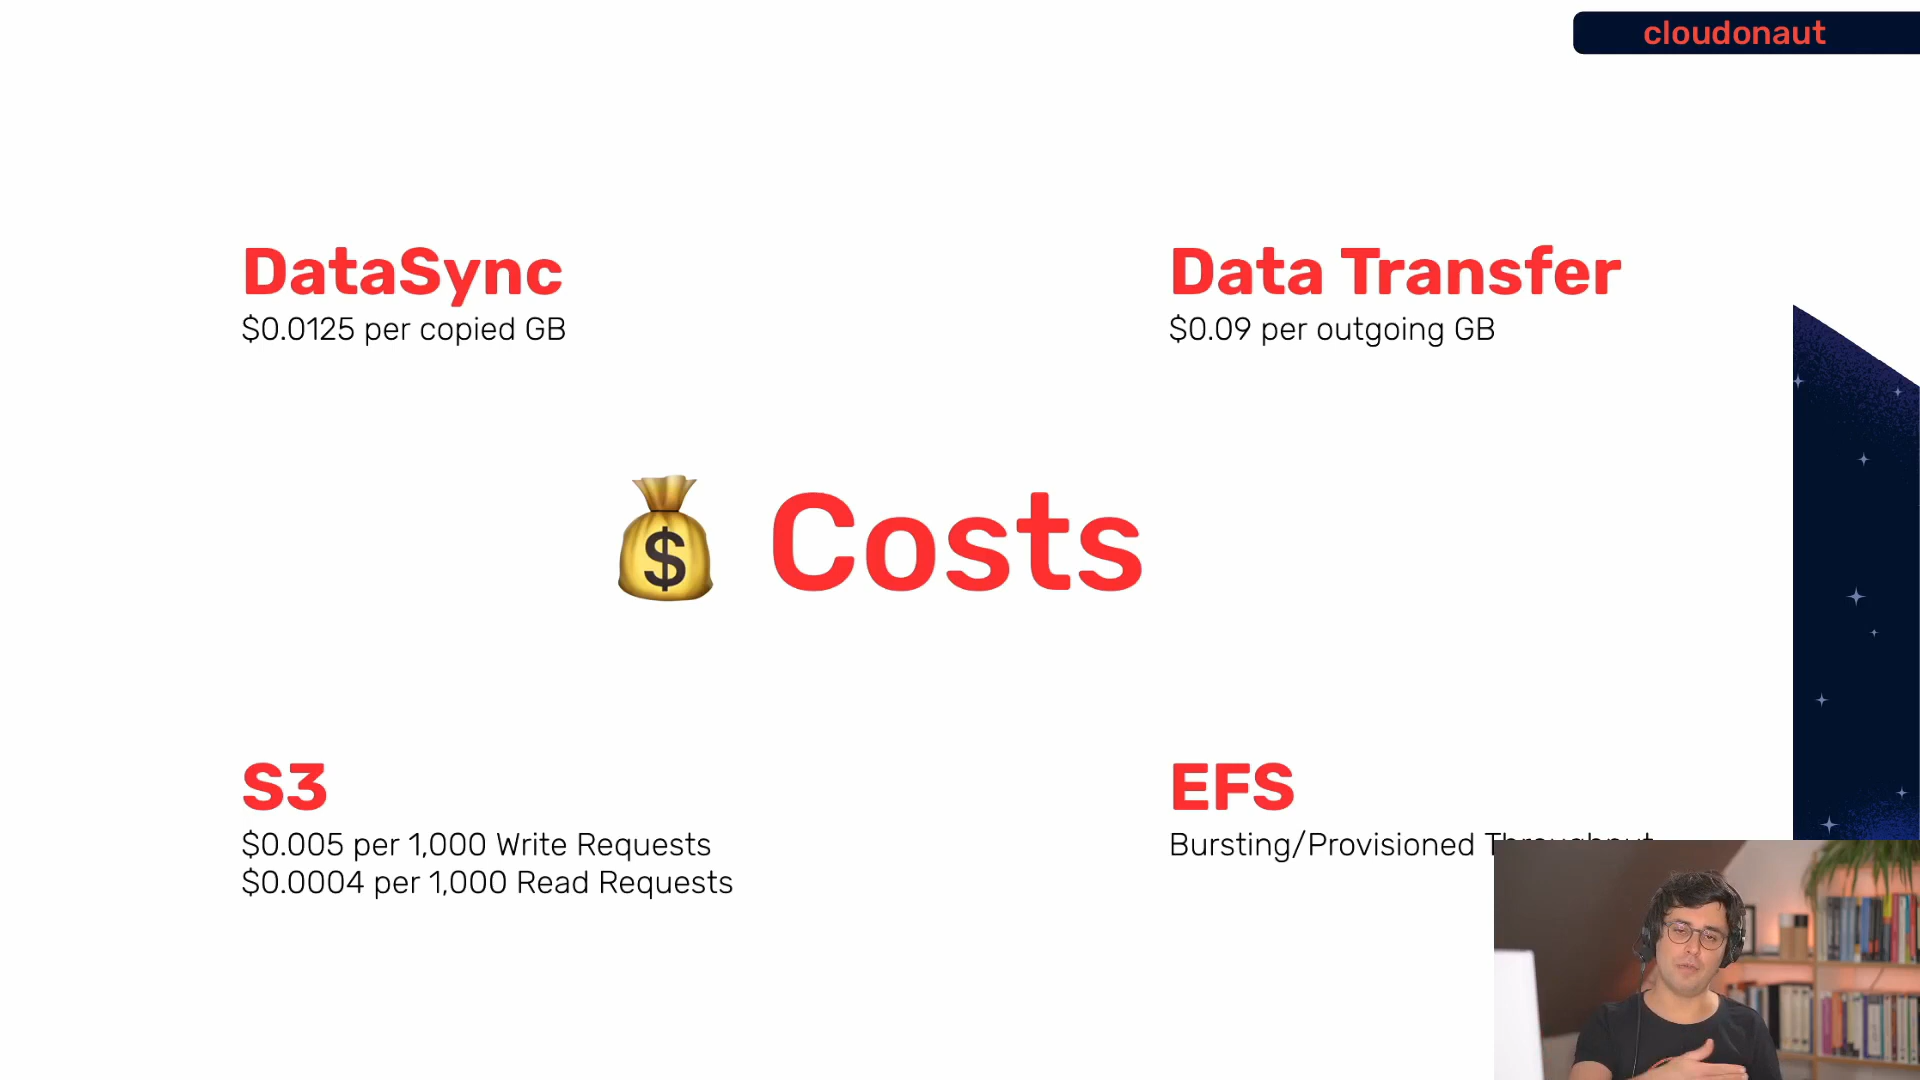 cloudonaut
DataSync
$0.0125 per copied GB
Data Transfer
$0.09 per outgoing GB
$ Costs
S3
$0.005 per 1,000 Write Requests
$0.0004 per 1,000 Read Requests
EFS
Bursting/Provisioned Throughput